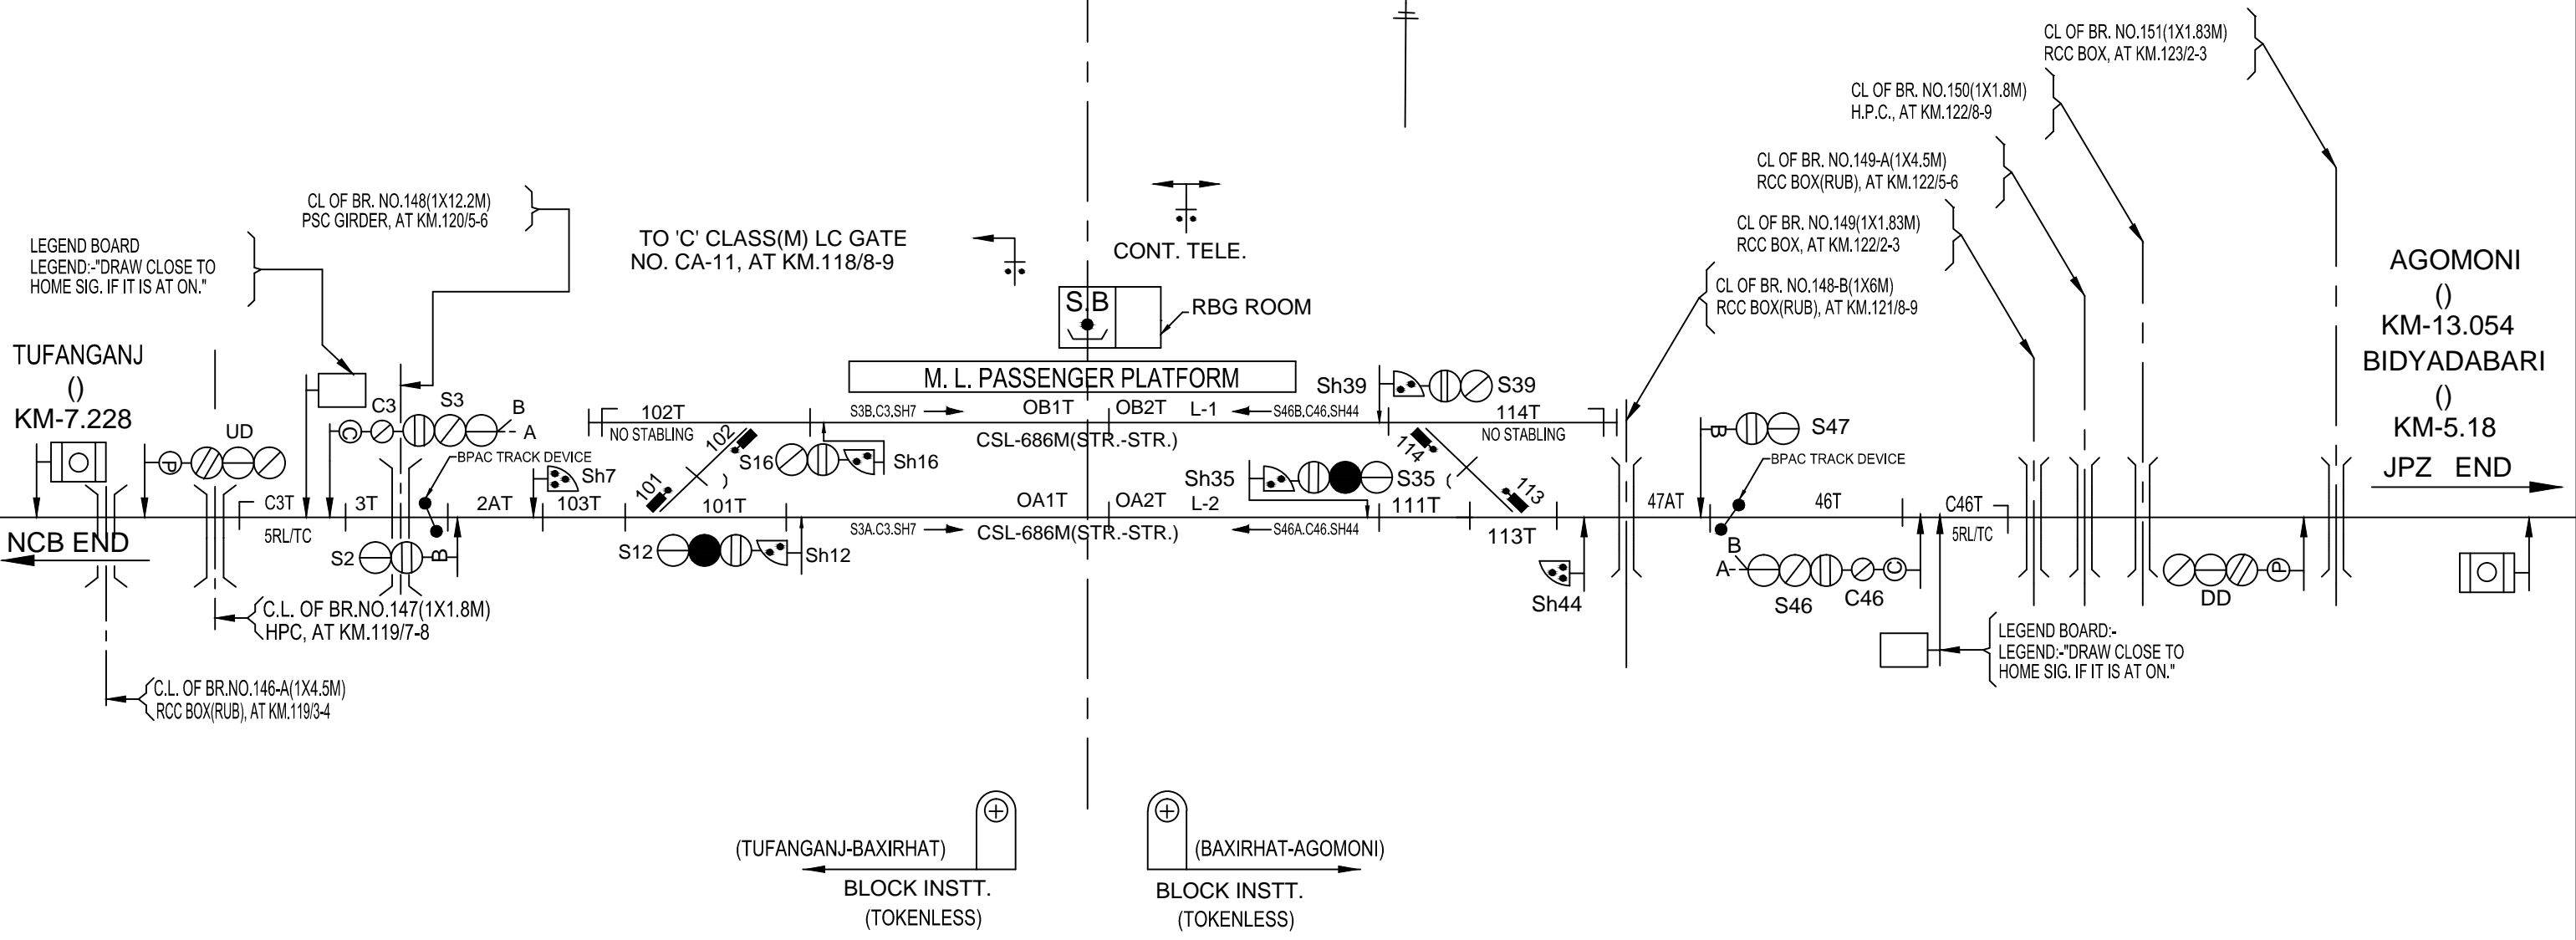 CL OF BR. NO.151(1X1.83M)
RCC BOX, AT KM.123/2-3
CL OF BR. NO.150(1X1.8M)
H.P.C., AT KM.122/8-9
CL OF BR. NO.149-A(1X4.5M)
RCC BOX(RUB), AT KM.122/5-6
CL OF BR. NO.149(1X1.83M)
RCC BOX, AT KM.122/2-3
CL OF BR. NO.148-B(1X6M)
RCC BOX(RUB), AT KM.121/8-9
CL OF BR. NO.148(1X12.2M)
PSC GIRDER, AT KM.120/5-6
LEGEND BOARD
LEGEND:-"DRAW CLOSE TO
HOME SIG. IF IT IS AT ON."
TO 'C' CLASS(M) LC GATE
NO. CA-11, AT KM.118/8-9
CONT. TELE.
S.B
RBG ROOM
AGOMONI
()
KM-13.054
BIDYADABARI
()
KM-5.18
JPZ END
TUFANGANJ
()
KM-7.228
NCB END
M. L. PASSENGER PLATFORM
UD
P
C3
C
S3
B
A
BPAC TRACK DEVICE
102T
NO STABLING
S3B,C3,SH7
OB1T
OB2T
L-1
S46B,C46,SH44
CSL-686M(STR.-STR.)
Sh39
S39
114T
NO STABLING
102
101
S16
Sh16
114
113
Sh35
S35
B
S47
BPAC TRACK DEVICE
C3T
5RL/TC
3T
2AT
Sh7
103T
101T
OA1T
OA2T
L-2
111T
113T
47AT
46T
C46T
5RL/TC
S3A,C3,SH7
S46A,C46,SH44
CSL-686M(STR.-STR.)
S2
B
S12
Sh12
Sh44
B
A
S46
C46
C
DD
P
C.L. OF BR.NO.147(1X1.8M)
HPC, AT KM.119/7-8
C.L. OF BR.NO.146-A(1X4.5M)
RCC BOX(RUB), AT KM.119/3-4
LEGEND BOARD:-
LEGEND:-"DRAW CLOSE TO
HOME SIG. IF IT IS AT ON."
(TUFANGANJ-BAXIRHAT)
BLOCK INSTT.
(TOKENLESS)
(BAXIRHAT-AGOMONI)
BLOCK INSTT.
(TOKENLESS)